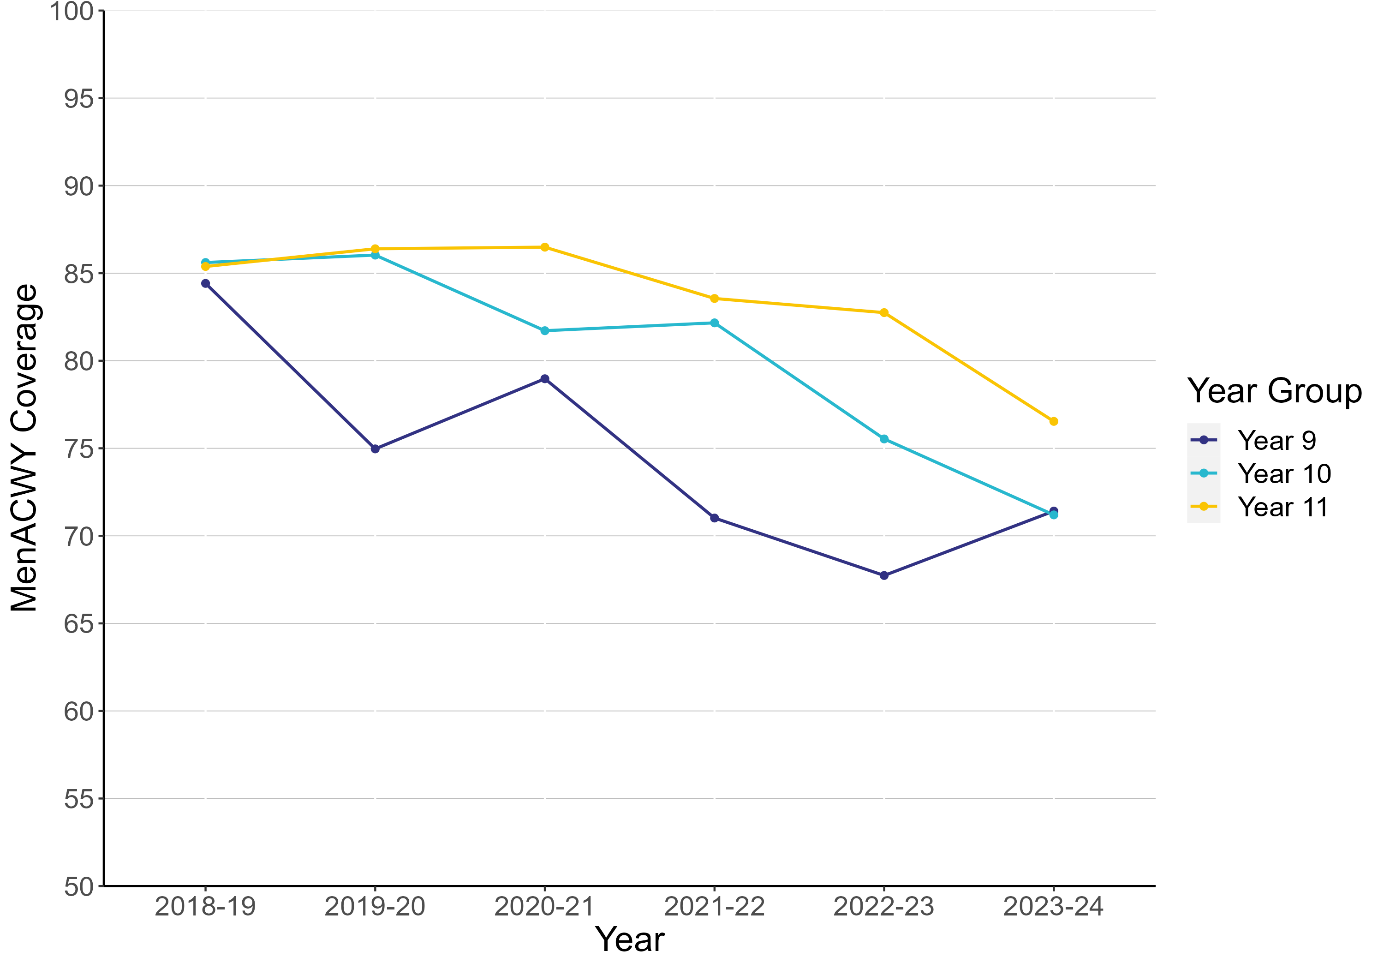 100
95
90
85
80
75
70
65
60
55
50
MenACWY Coverage
2018-19 2019-20 2020-21 2021-22 2022-23 2023-24
Year
Year Group
Year 9
Year 10
Year 11